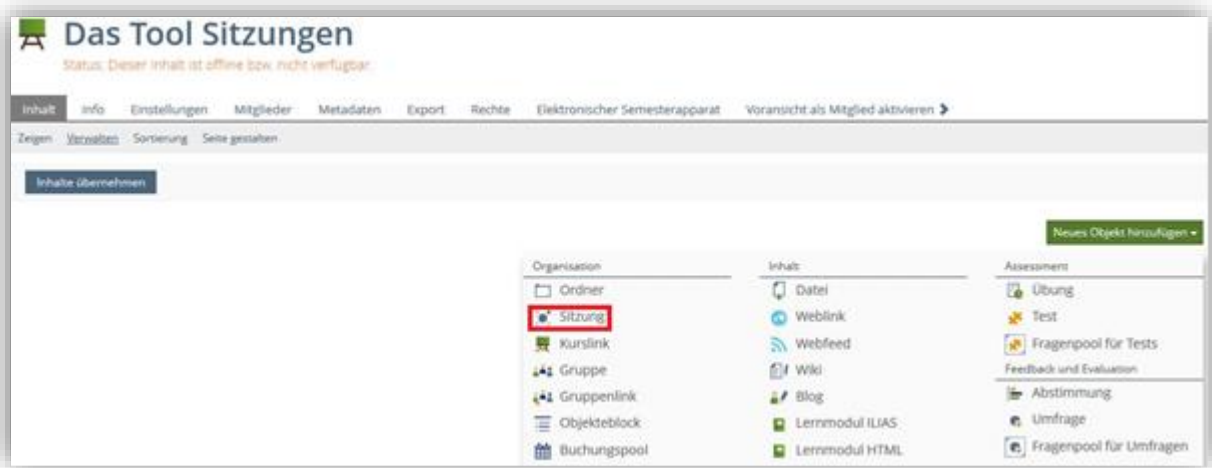 Das Tool Sitzungen
Status: Dieser Inhalt ist offline bzw. nicht verfügbar.
Inhalt Info Einstellungen Mitglieder Metadaten Export Rechte Elektronischer Semesterapparat Voransicht als Mitglied aktivieren
Zeigen Verwalten Sortierung Seite gestalten
Inhalte übernehmen
Neues Objekt hinzufügen
Organisation
Ordner
Sitzung
Kurslink
Gruppe
Gruppenlink
Objekteblock
Buchungspool
Inhalt
Datei
Weblink
Webfeed
Wiki
Blog
Lernmodul ILIAS
Lernmodul HTML
Assessment
Übung
Test
Fragenpool für Tests
Feedback und Evaluation
Abstimmung
Umfrage
Fragenpool für Umfragen